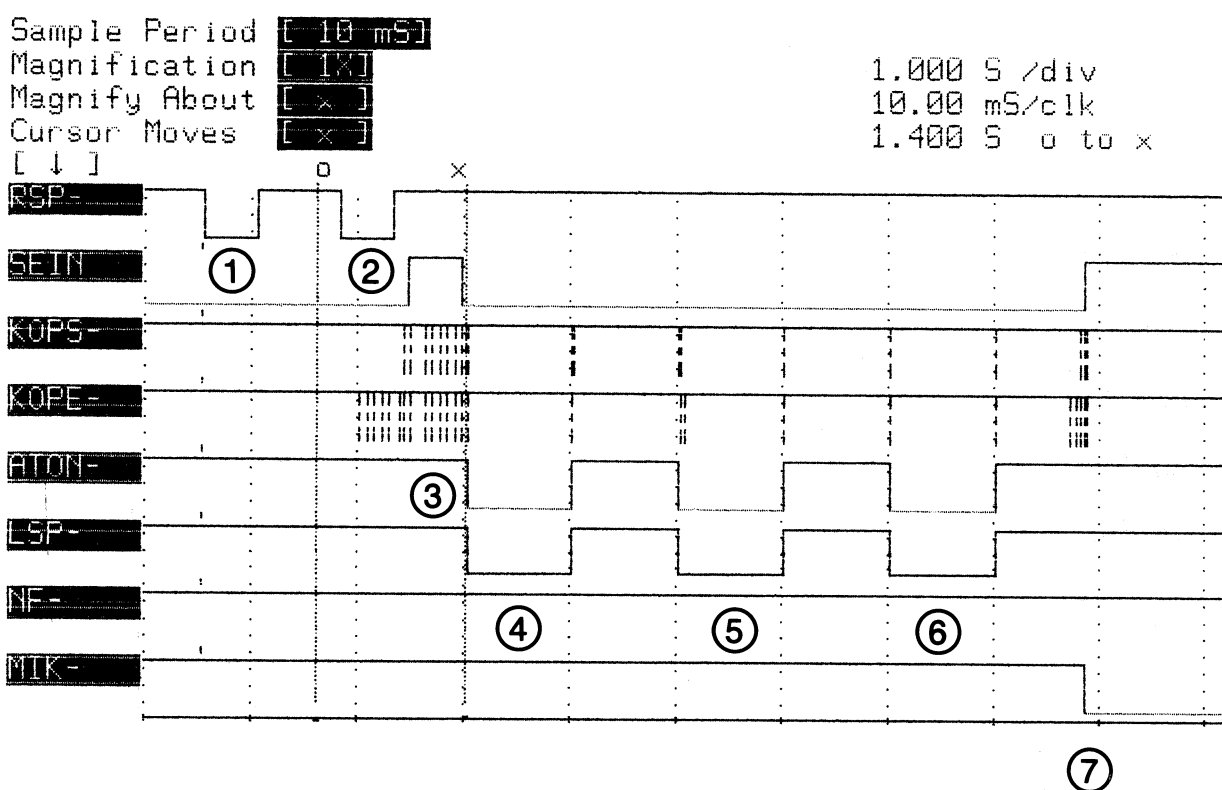 Sample Period [ 10 mS]
Magnification [ 1X]
Magnify About [ x ]
Cursor Moves [ x ]
[ ↓ ]
1.000 S /div
10.00 mS/clk
1.400 S o to x
o x
RSP-
① ②
SEIN
KOPS-
KOPE-
ATON-
③
LSP-
NF-
④ ⑤ ⑥
MIK-
⑦